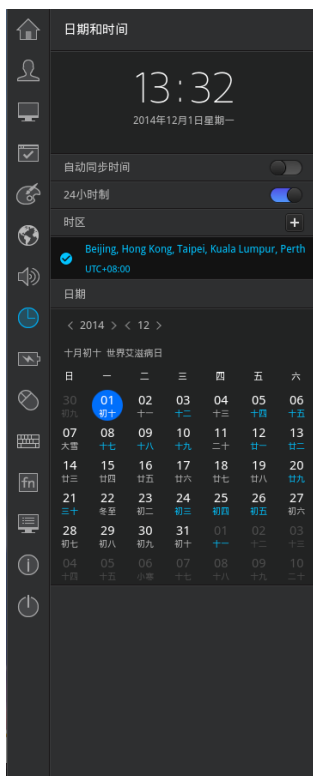 日期和时间
13:32
2014年12月1日星期一
自动同步时间
24小时制
时区
Beijing, Hong Kong, Taipei, Kuala Lumpur, Perth
UTC+08:00
日期
< 2014 > < 12 >
十月初十 世界艾滋病日
日 一 二 三 四 五 六
30 01 02 03 04 05 06
初九 初十 十一 十二 十三 十四 十五
07 08 09 10 11 12 13
大雪 十七 十八 十九 二十 廿一 廿二
14 15 16 17 18 19 20
廿三 廿四 廿五 廿六 廿七 廿八 廿九
21 22 23 24 25 26 27
三十 冬至 初二 初三 初四 初五 初六
28 29 30 31 01 02 03
初七 初八 初九 初十 十一 十二 十三
04 05 06 07 08 09 10
十四 十五 小寒 十七 十八 十九 二十
fn